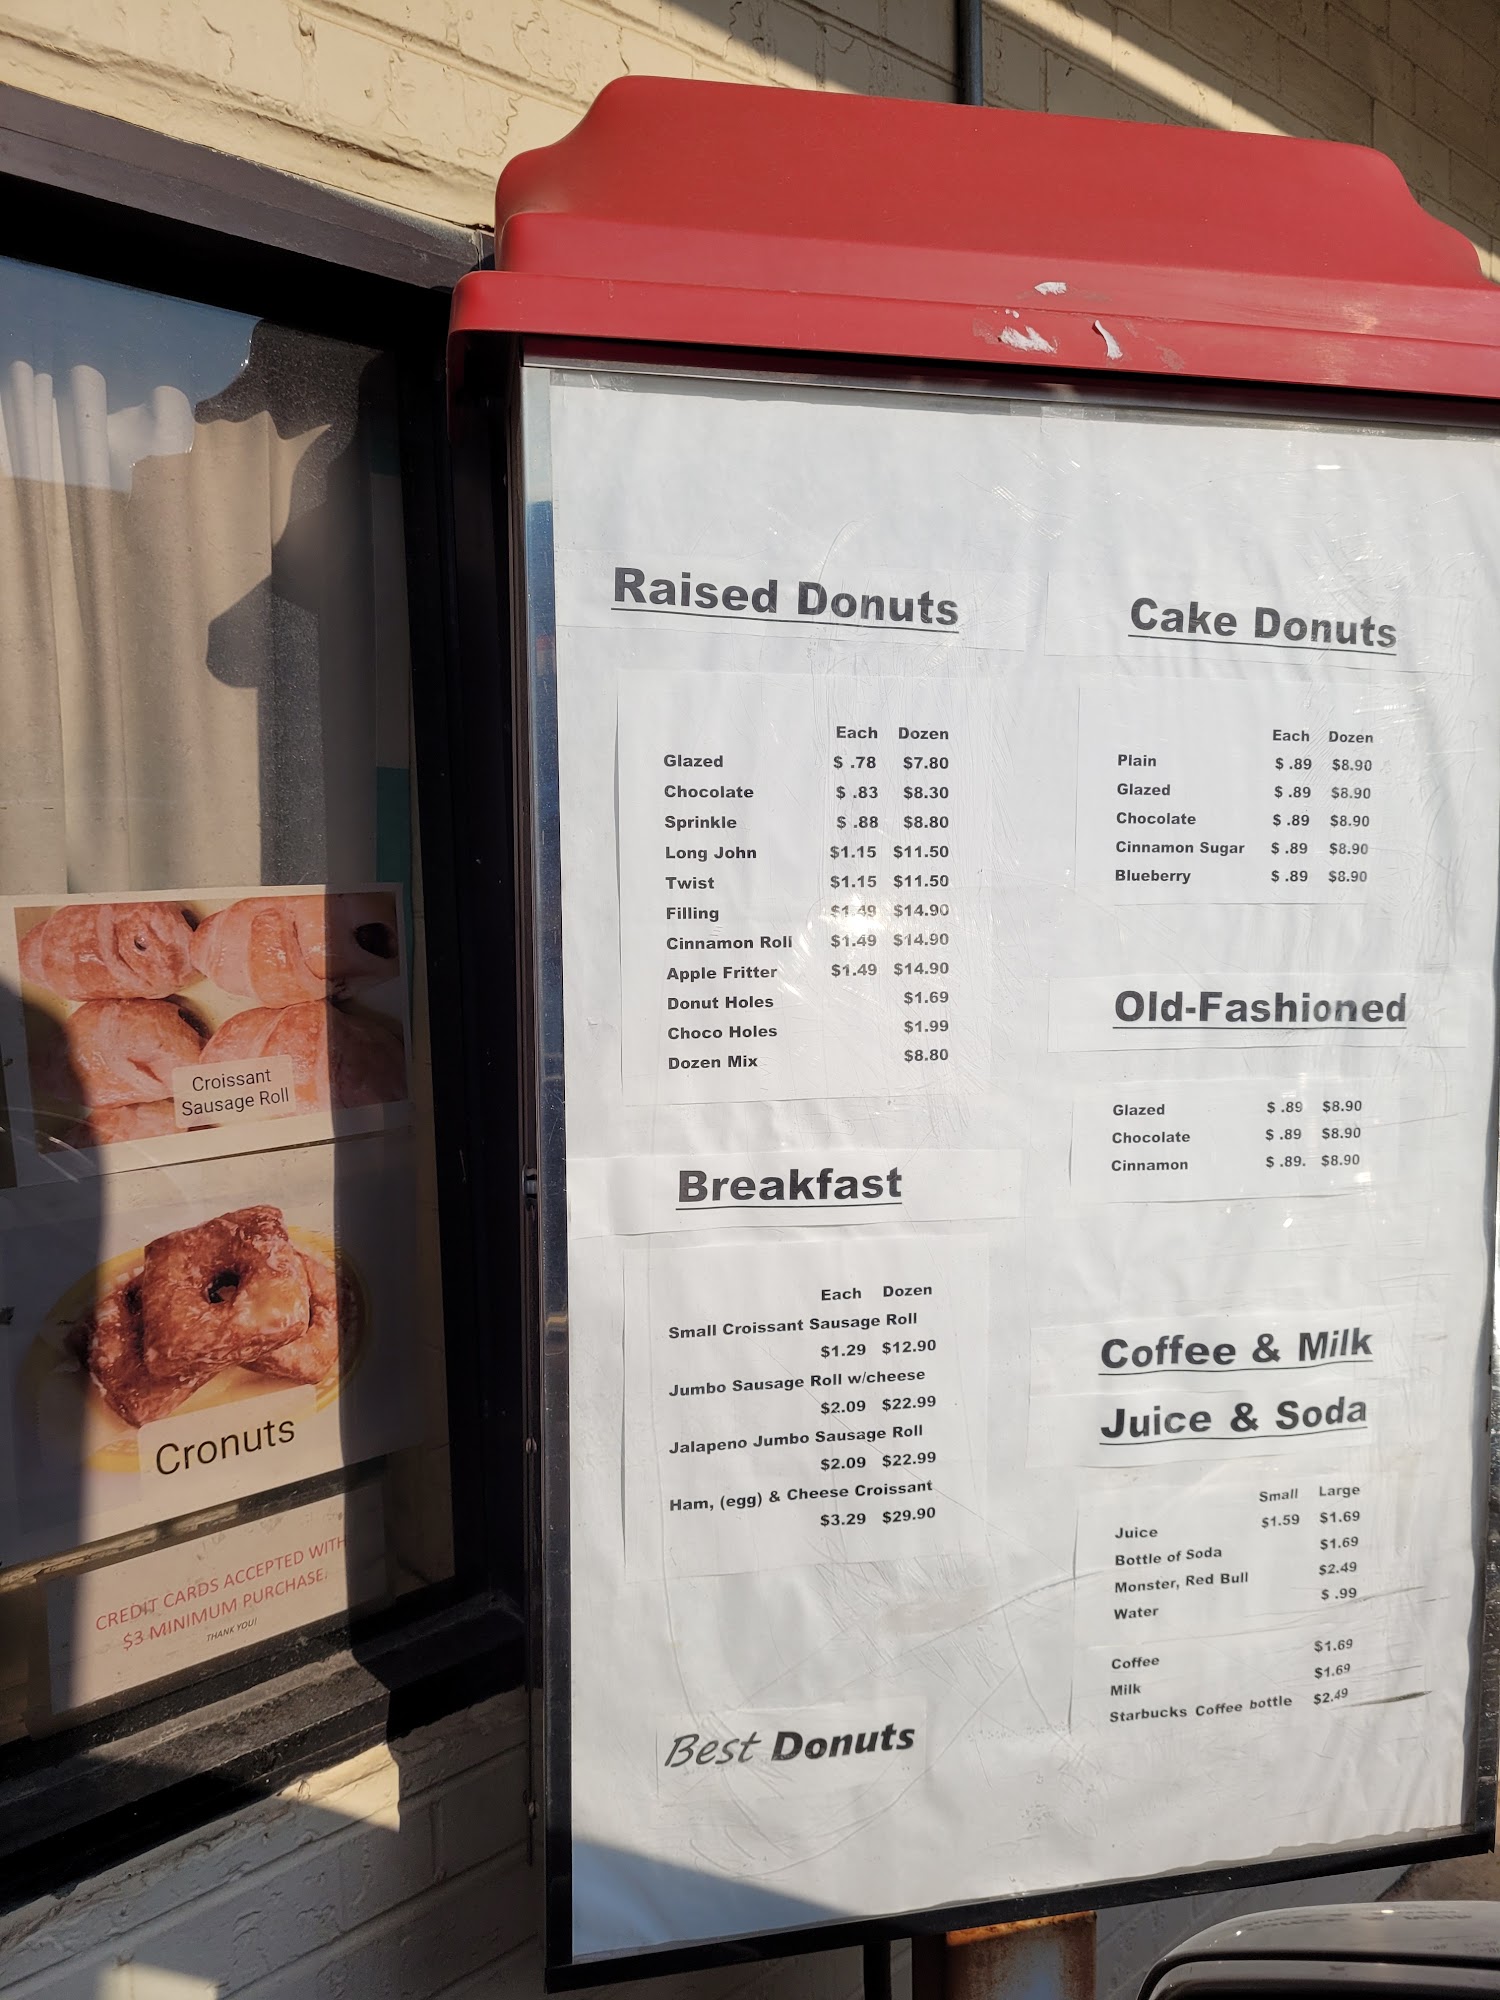 Raised Donuts
Each Dozen
Glazed $ .78 $7.80
Chocolate $ .83 $8.30
Sprinkle $ .88 $8.80
Long John $1.15 $11.50
Twist $1.15 $11.50
Filling $1.49 $14.90
Cinnamon Roll $1.49 $14.90
Apple Fritter $1.49 $14.90
Donut Holes $1.69
Choco Holes $1.99
Dozen Mix $8.80
Breakfast
Each Dozen
Small Croissant Sausage Roll
$1.29 $12.90
Jumbo Sausage Roll w/cheese
$2.09 $22.99
Jalapeno Jumbo Sausage Roll
$2.09 $22.99
Ham, (egg) & Cheese Croissant
$3.29 $29.90
Best Donuts
Cake Donuts
Each Dozen
Plain $ .89 $8.90
Glazed $ .89 $8.90
Chocolate $ .89 $8.90
Cinnamon Sugar $ .89 $8.90
Blueberry $ .89 $8.90
Old-Fashioned
Glazed $ .89 $8.90
Chocolate $ .89 $8.90
Cinnamon $ .89. $8.90
Coffee & Milk
Juice & Soda
Small Large
Juice $1.59 $1.69
Bottle of Soda $1.69
Monster, Red Bull $2.49
Water $ .99
Coffee $1.69
Milk $1.69
Starbucks Coffee bottle $2.49
Croissant
Sausage Roll
Cronuts
CREDIT CARDS ACCEPTED WITH
$3 MINIMUM PURCHASE.
THANK YOU!